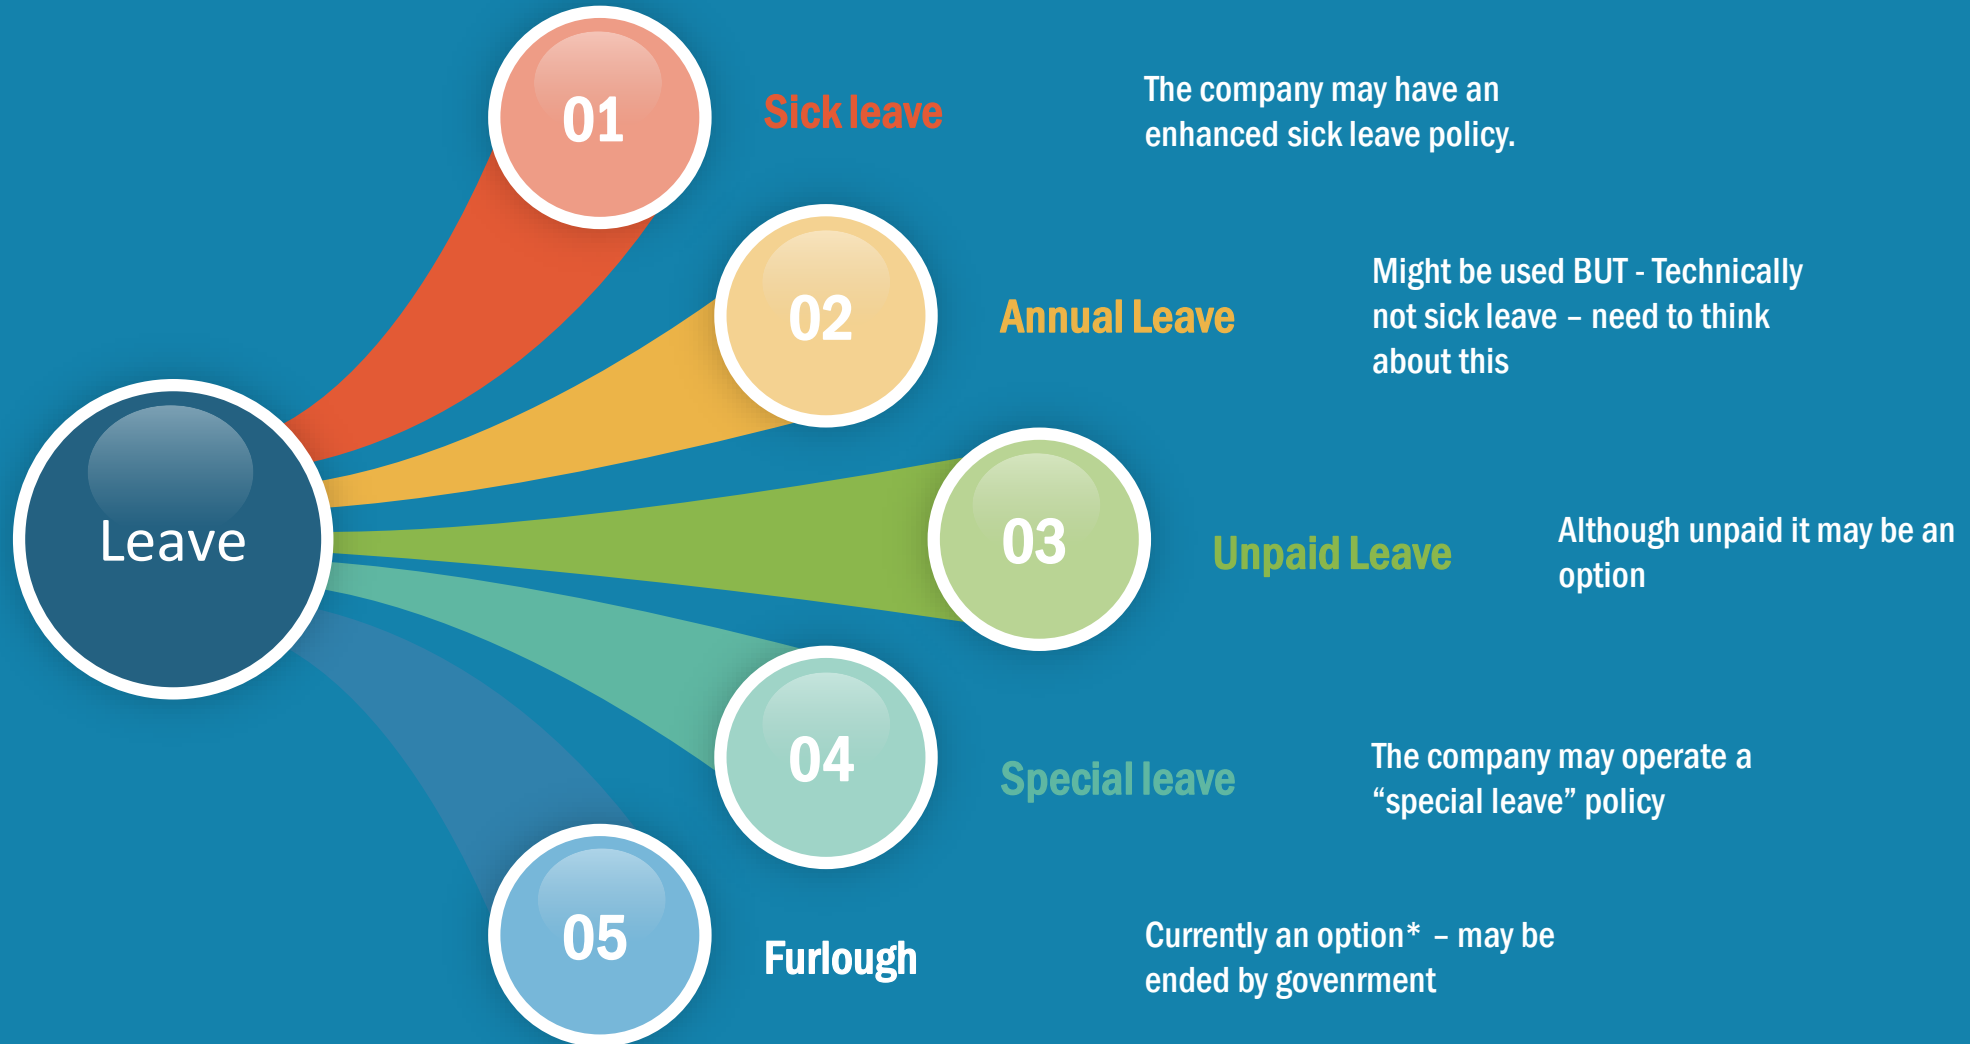 01
Sick leave
The company may have an
enhanced sick leave policy.
02
Annual Leave
Might be used BUT - Technically
not sick leave – need to think
about this
Leave
03
Unpaid Leave
Although unpaid it may be an
option
04
Special leave
The company may operate a
“special leave” policy
05
Furlough
Currently an option* – may be
ended by govenrment